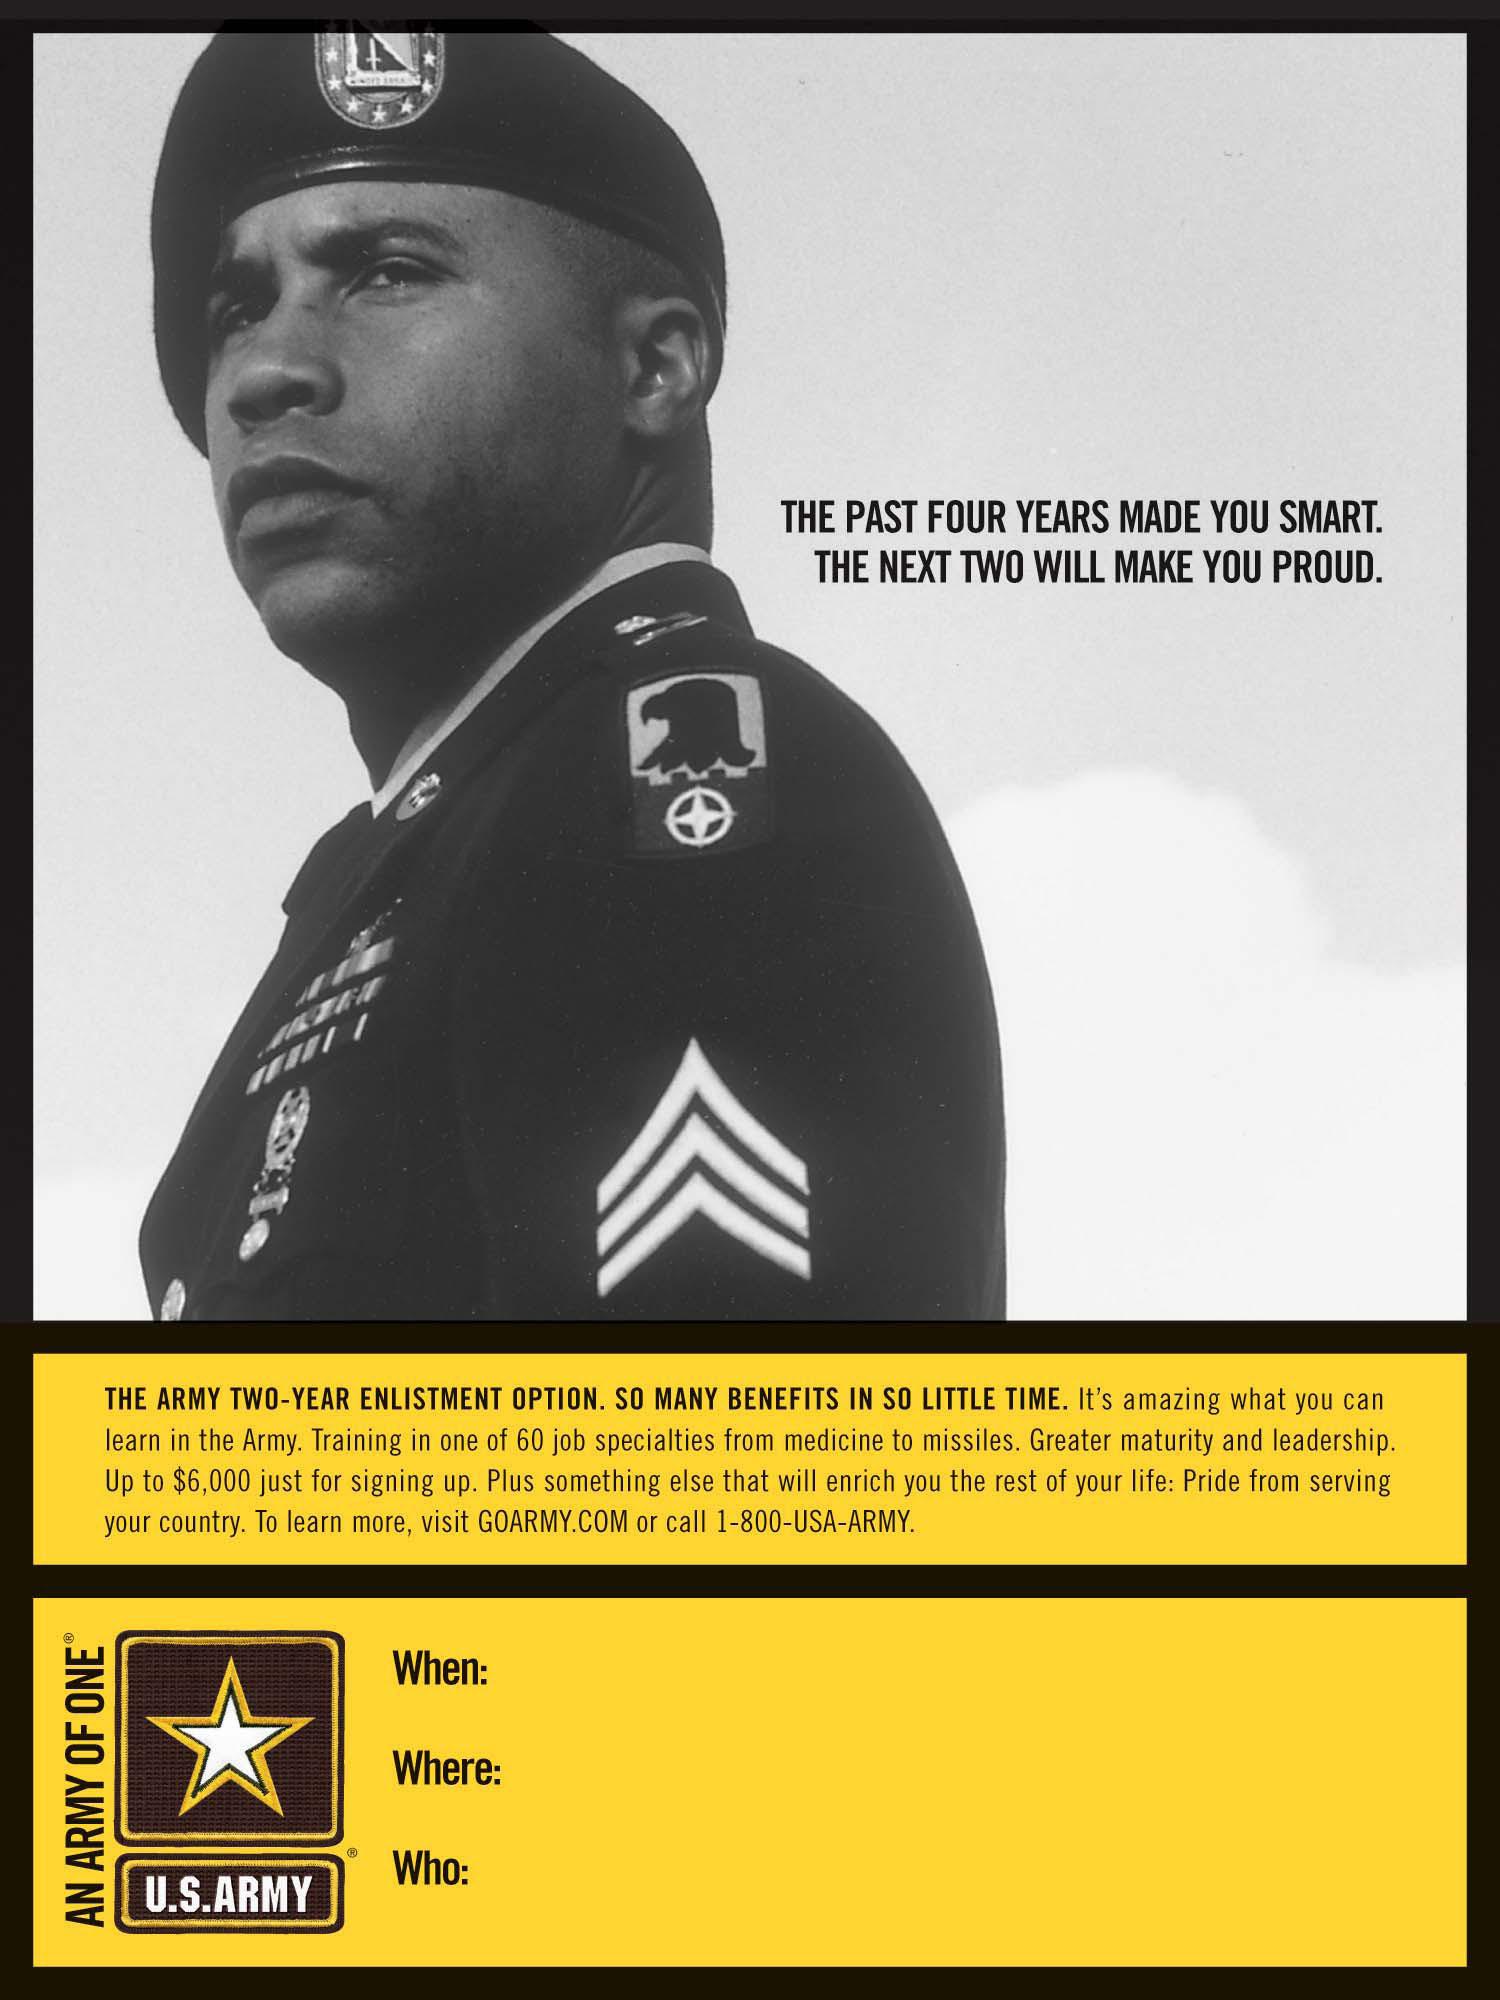 THE PAST FOUR YEARS MADE YOU SMART.
THE NEXT TWO WILL MAKE YOU PROUD.
THE ARMY TWO-YEAR ENLISTMENT OPTION. SO MANY BENEFITS IN SO LITTLE TIME. It’s amazing what you can
learn in the Army. Training in one of 60 job specialties from medicine to missiles. Greater maturity and leadership.
Up to $6,000 just for signing up. Plus something else that will enrich you the rest of your life: Pride from serving
your country. To learn more, visit GOARMY.COM or call 1-800-USA-ARMY.
AN ARMY OF ONE®
U.S.ARMY®
When:
Where:
Who: